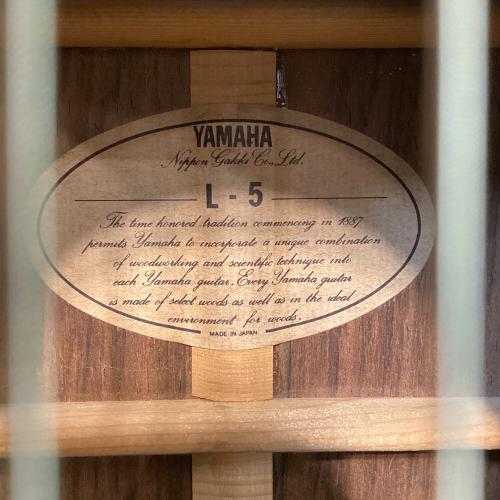 YAMAHA
Nippon Gakki Co., Ltd.
L - 5
The time honored tradition commencing in 1887
permits Yamaha to incorporate a unique combination
of woodworking and scientific technique into
each Yamaha guitar. Every Yamaha guitar
is made of select woods as well as in the ideal
environment for woods.
MADE IN JAPAN